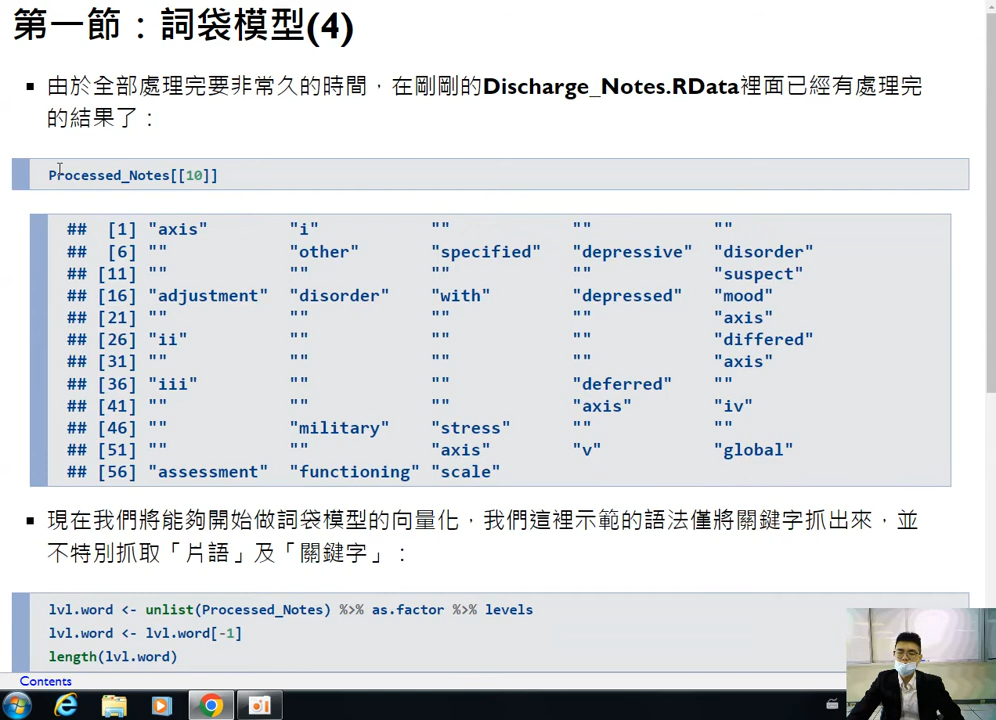 第一節：詞袋模型(4)
▪ 由於全部處理完要非常久的時間，在剛剛的Discharge_Notes.RData裡面已經有處理完
的結果了：
Processed_Notes[[10]]
##  [1] "axis"        "i"           ""            ""            ""
##  [6] ""            "other"       "specified"   "depressive"  "disorder"
## [11] ""            ""            ""            ""            "suspect"
## [16] "adjustment"  "disorder"    "with"        "depressed"   "mood"
## [21] ""            ""            ""            ""            "axis"
## [26] "ii"          ""            ""            ""            "differed"
## [31] ""            ""            ""            ""            "axis"
## [36] "iii"         ""            ""            "deferred"    ""
## [41] ""            ""            ""            "axis"        "iv"
## [46] ""            "military"    "stress"      ""            ""
## [51] ""            ""            "axis"        "v"           "global"
## [56] "assessment"  "functioning" "scale"
▪ 現在我們將能夠開始做詞袋模型的向量化，我們這裡示範的語法僅將關鍵字抓出來，並
不特別抓取「片語」及「關鍵字」：
lvl.word <- unlist(Processed_Notes) %>% as.factor %>% levels
lvl.word <- lvl.word[-1]
length(lvl.word)
Contents